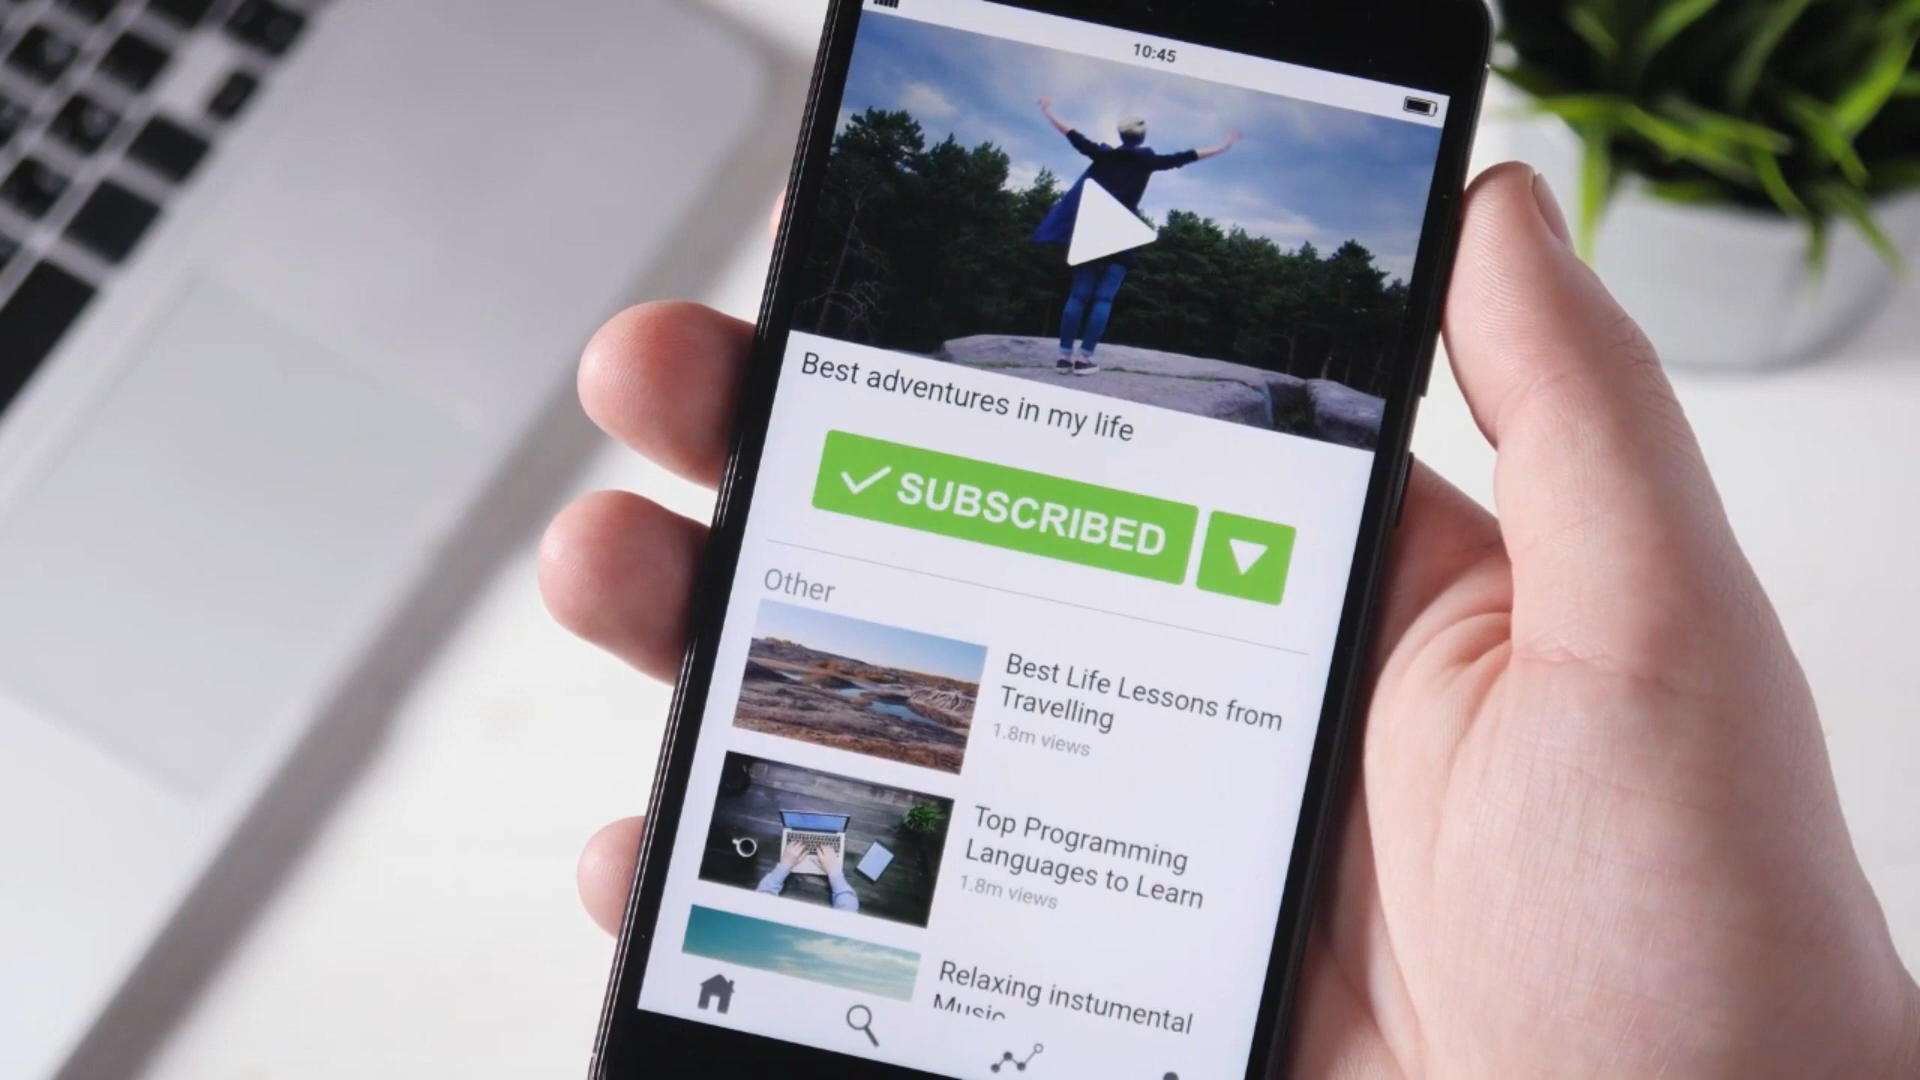 10:45
Best adventures in my life
SUBSCRIBED
Other
Best Life Lessons from
Travelling
1.8m views
Top Programming
Languages to Learn
1.8m views
Relaxing instumental
Music